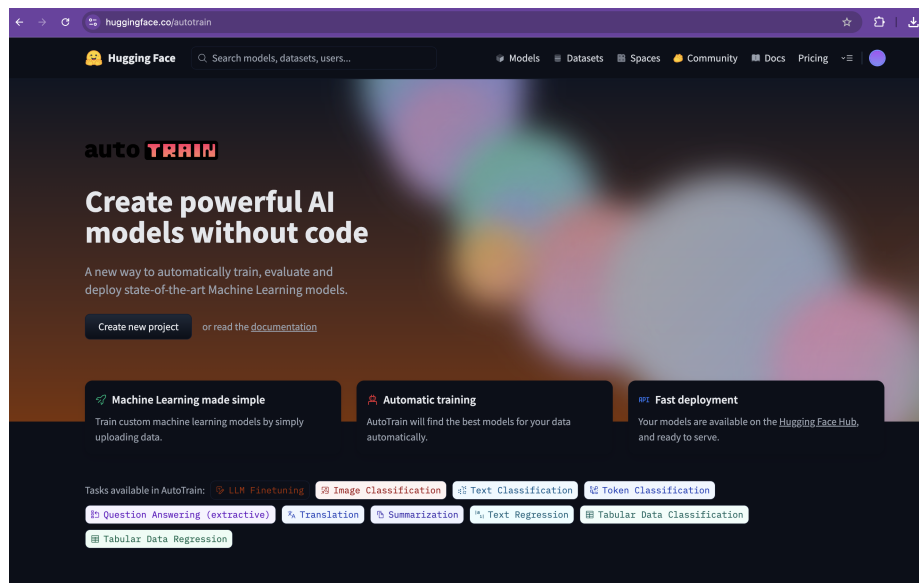 huggingface.co/autotrain
Hugging Face
Search models, datasets, users...
Models
Datasets
Spaces
Community
Docs
Pricing
auto TRAIN
Create powerful AI
models without code
A new way to automatically train, evaluate and
deploy state-of-the-art Machine Learning models.
Create new project
or read the documentation
Machine Learning made simple
Train custom machine learning models by simply
uploading data.
Automatic training
AutoTrain will find the best models for your data
automatically.
API Fast deployment
Your models are available on the Hugging Face Hub,
and ready to serve.
Tasks available in AutoTrain: LLM Finetuning Image Classification Text Classification Token Classification
Question Answering (extractive) Translation Summarization Text Regression Tabular Data Classification
Tabular Data Regression